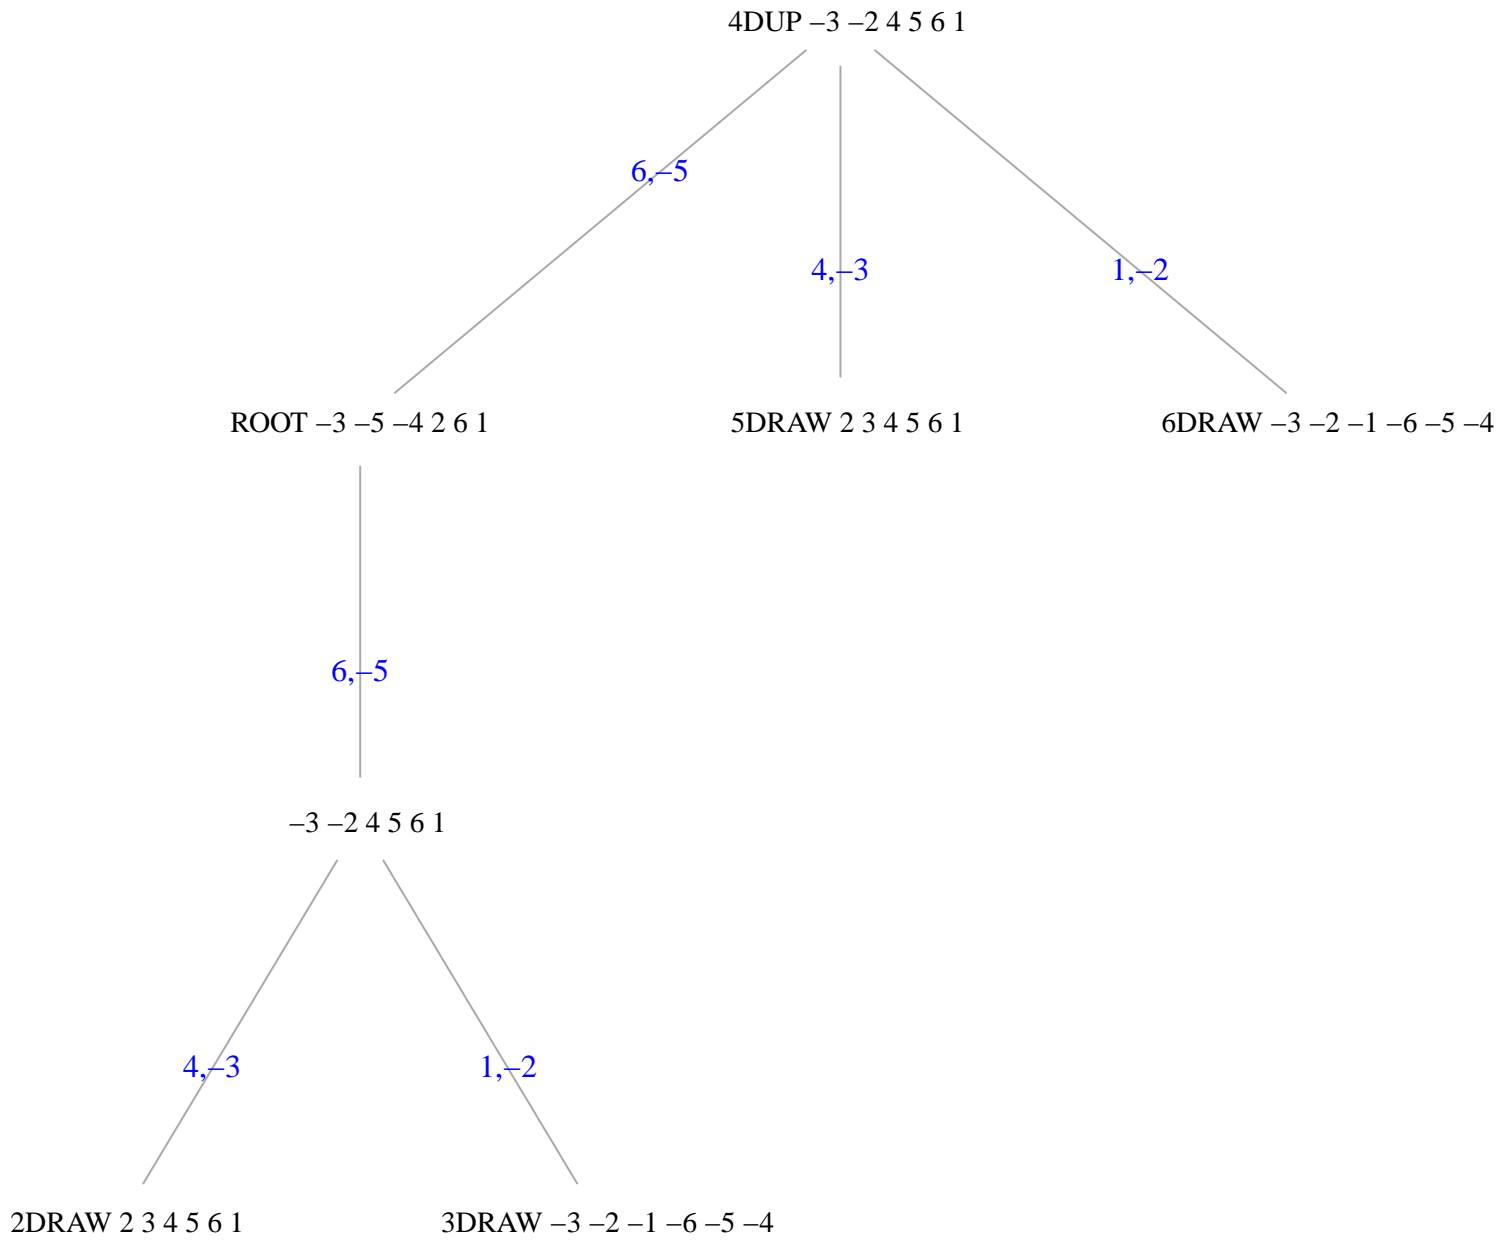 4DUP –3 –2 4 5 6 1
6,–5
4,–3
1,–2
ROOT –3 –5 –4 2 6 1
5DRAW 2 3 4 5 6 1
6DRAW –3 –2 –1 –6 –5 –4
6,–5
–3 –2 4 5 6 1
4,–3
1,–2
2DRAW 2 3 4 5 6 1
3DRAW –3 –2 –1 –6 –5 –4